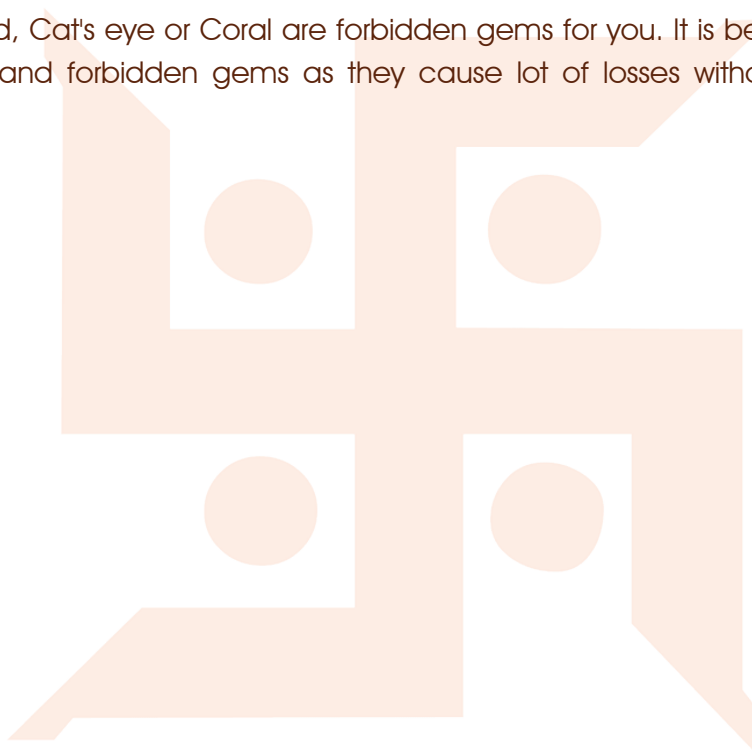 d, Cat's eye or Coral are forbidden gems for you. It is be
and forbidden gems as they cause lot of losses witho